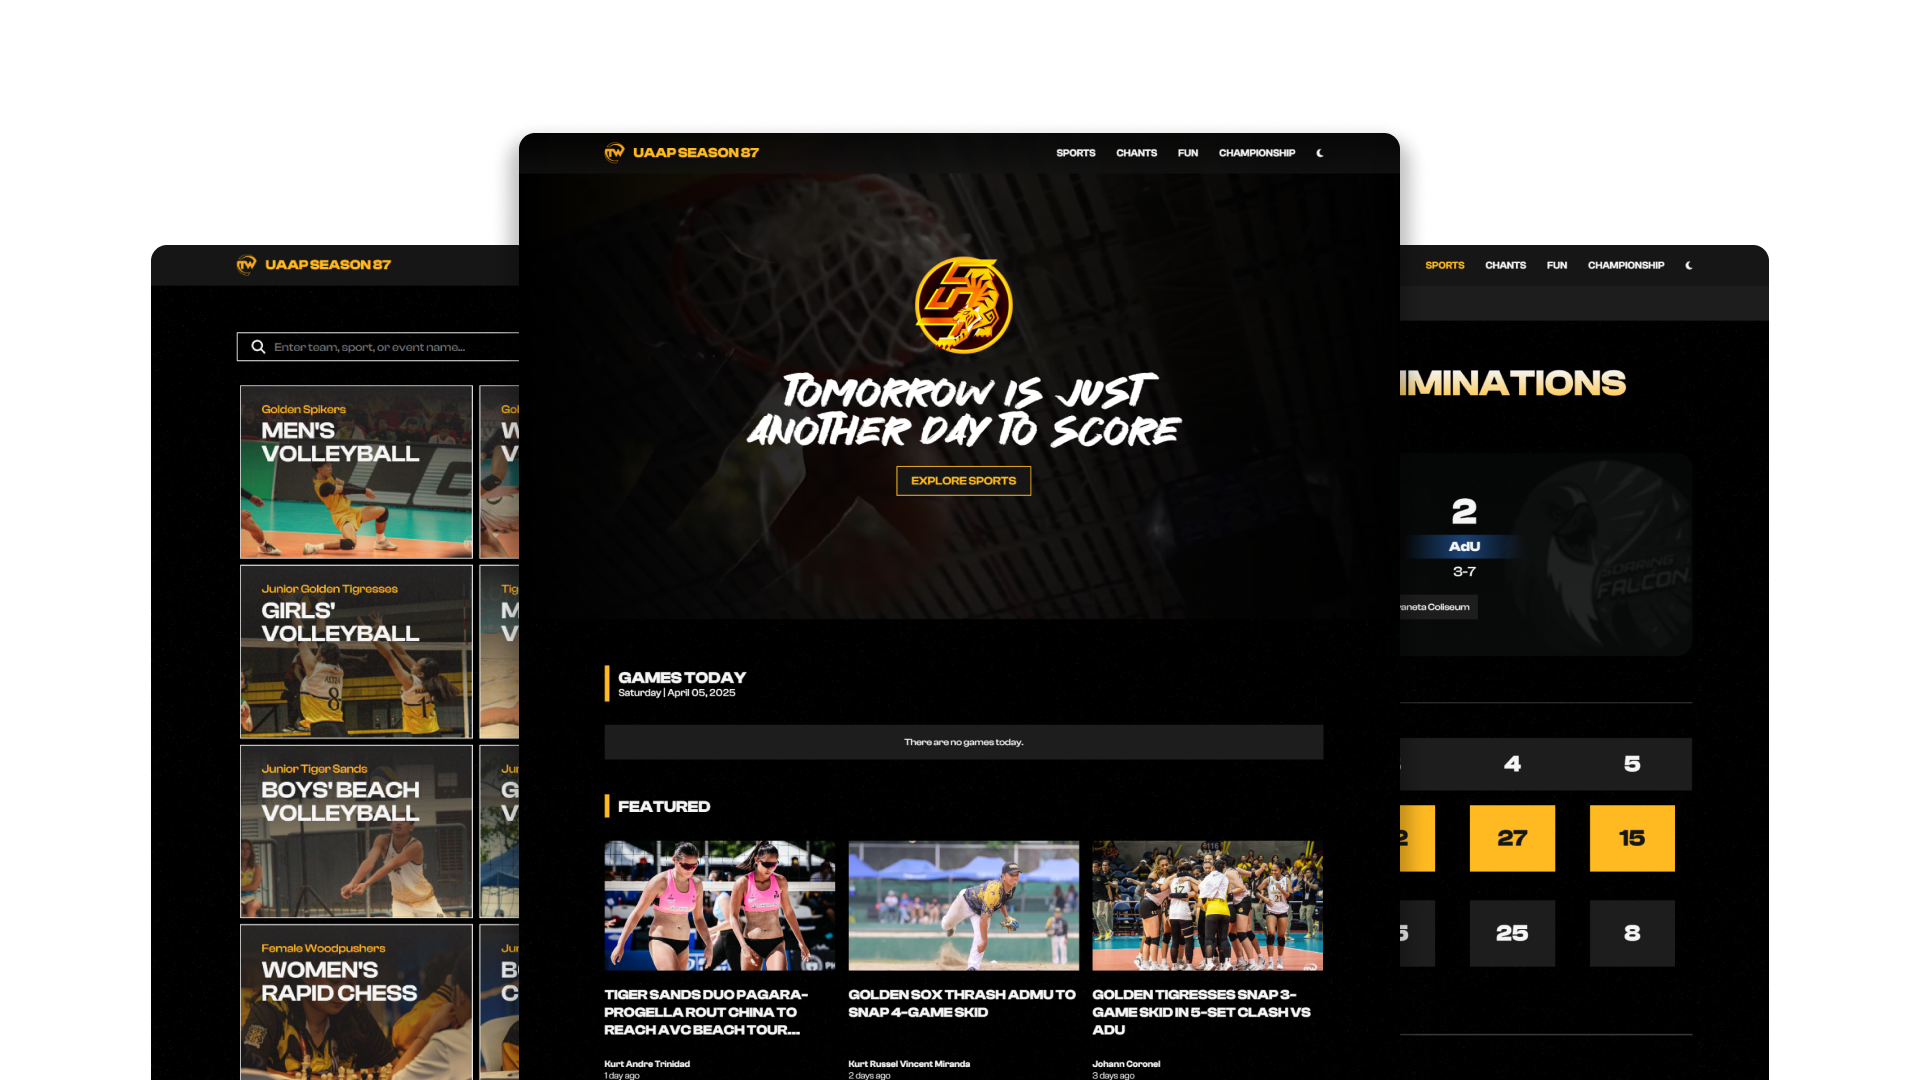 UAAP SEASON 87
SPORTS
CHANTS
FUN
CHAMPIONSHIP
TOMORROW IS JUST
ANOTHER DAY TO SCORE
EXPLORE SPORTS
GAMES TODAY
Saturday | April 05, 2025
There are no games today.
FEATURED
TIGER SANDS DUO PAGARA-
PROGELLA ROUT CHINA TO
REACH AVC BEACH TOUR...
Kurt Andre Trinidad
1 day ago
GOLDEN SOX THRASH ADMU TO
SNAP 4-GAME SKID
Kurt Russel Vincent Miranda
2 days ago
GOLDEN TIGRESSES SNAP 3-
GAME SKID IN 5-SET CLASH VS
ADU
Johann Coronel
3 days ago
TW
UAAP SEASON 87
Enter team, sport, or event name...
Golden Spikers
MEN'S
VOLLEYBALL
Junior Golden Tigresses
GIRLS'
VOLLEYBALL
Junior Tiger Sands
BOYS' BEACH
VOLLEYBALL
Female Woodpushers
WOMEN'S
RAPID CHESS
SPORTS
CHANTS
FUN
CHAMPIONSHIP
IMINATIONS
2
AdU
3-7
raneta Coliseum
SOARING
FALCON
4
5
2
27
15
5
25
8